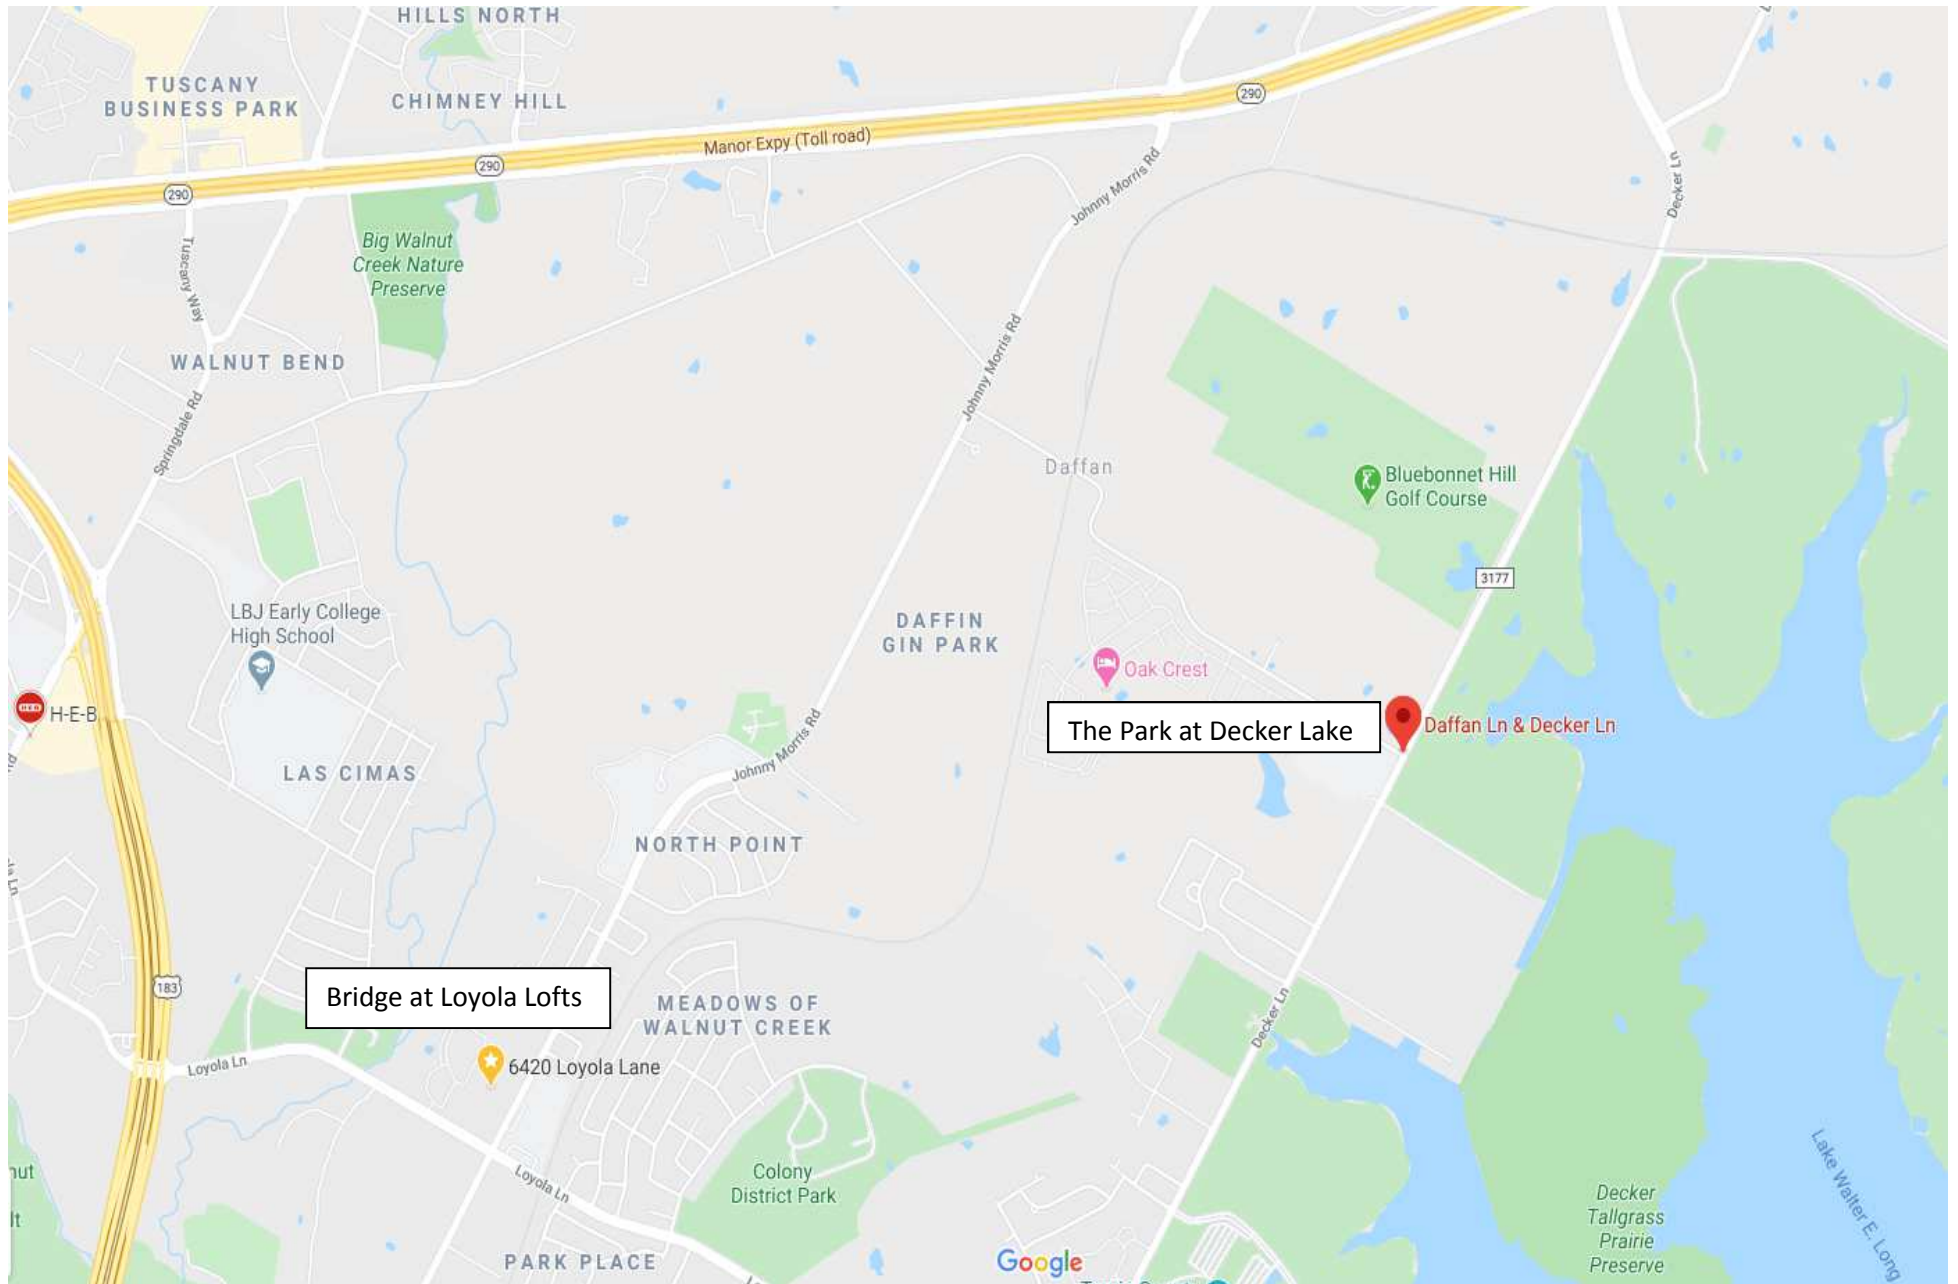 HILLS NORTH
TUSCANY
BUSINESS PARK
CHIMNEY HILL
290
Manor Expy (Toll road)
290
290
Johnny Morris Rd
Decker Ln
Big Walnut
Creek Nature
Preserve
Tuscany Way
WALNUT BEND
Johnny Morris Rd
Springdale Rd
Daffan
Bluebonnet Hill
Golf Course
3177
LBJ Early College
High School
DAFFIN
GIN PARK
Oak Crest
H-E-B
H-E-B
The Park at Decker Lake
Daffan Ln & Decker Ln
Johnny Morris Rd
LAS CIMAS
NORTH POINT
183
Bridge at Loyola Lofts
MEADOWS OF
WALNUT CREEK
Decker Ln
Loyola Ln
6420 Loyola Lane
Loyola Ln
Colony
District Park
Decker
Tallgrass
Prairie
Preserve
Lake Walter E. Long
PARK PLACE
Google